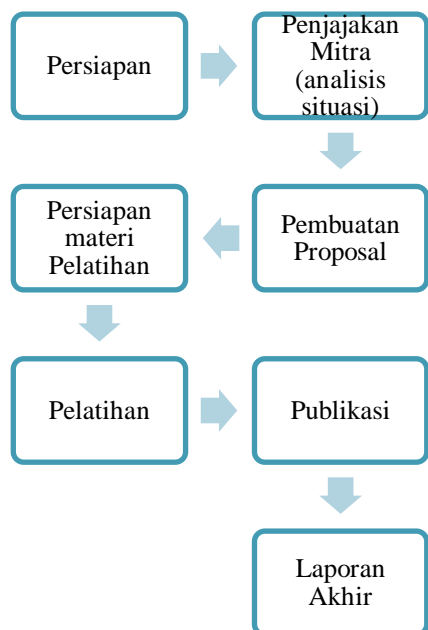 Persiapan
Penjajakan
Mitra
(analisis
situasi)
Pembuatan
Proposal
Persiapan
materi
Pelatihan
Pelatihan
Publikasi
Laporan
Akhir